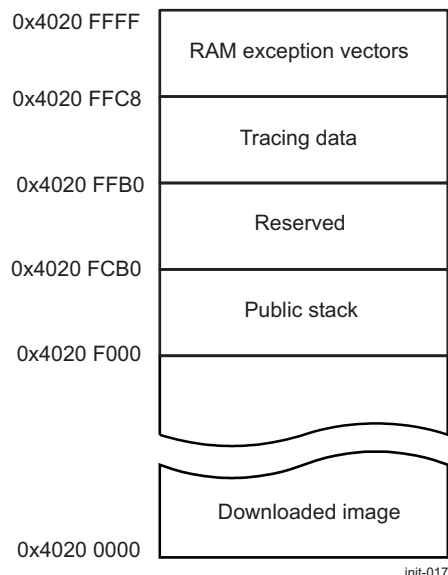 0x4020 FFFF
RAM exception vectors
0x4020 FFC8
Tracing data
0x4020 FFB0
Reserved
0x4020 FCB0
Public stack
0x4020 F000
Downloaded image
0x4020 0000
init-017